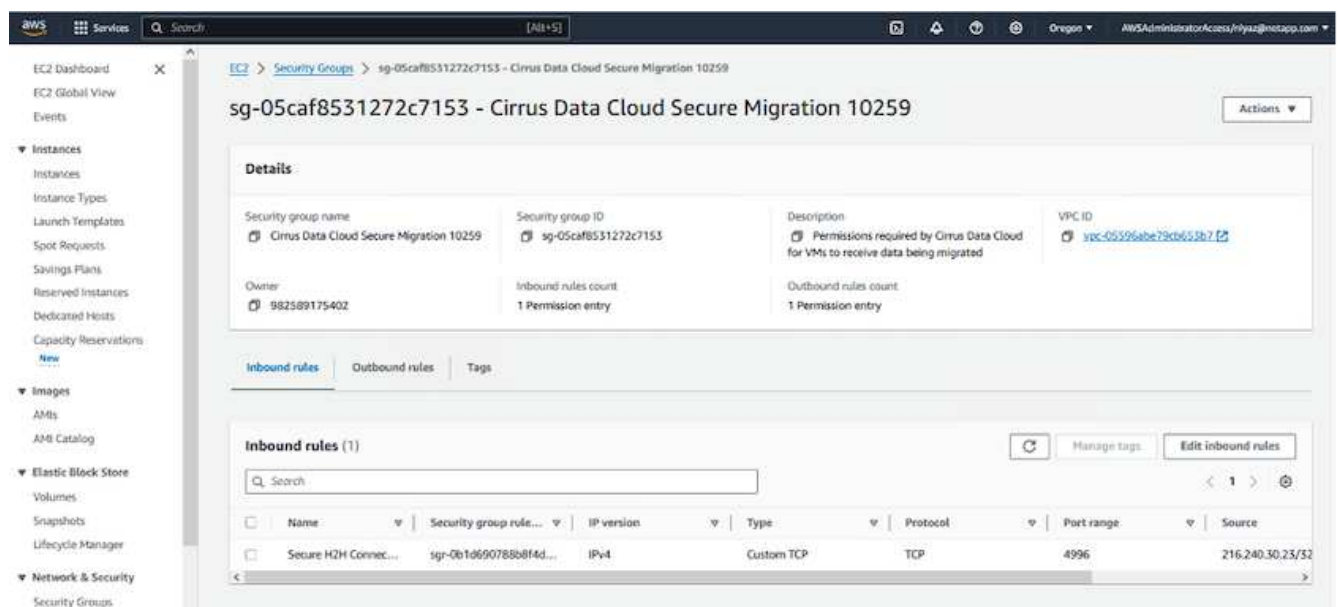 aws Services Search [Alt+S] Oregon AWSAdministratorAccess/niyaz@netapp.com
EC2 Dashboard
EC2 Global View
Events
Instances
Instances
Instance Types
Launch Templates
Spot Requests
Savings Plans
Reserved Instances
Dedicated Hosts
Capacity Reservations
New
Images
AMIs
AMI Catalog
Elastic Block Store
Volumes
Snapshots
Lifecycle Manager
Network & Security
Security Groups
EC2 > Security Groups > sg-05caf8531272c7153 - Cirrus Data Cloud Secure Migration 10259
sg-05caf8531272c7153 - Cirrus Data Cloud Secure Migration 10259
Actions
Details
Security group name
Cirrus Data Cloud Secure Migration 10259
Security group ID
sg-05caf8531272c7153
Description
Permissions required by Cirrus Data Cloud
for VMs to receive data being migrated
VPC ID
vpc-05596abe79cb653b7
Owner
982589175402
Inbound rules count
1 Permission entry
Outbound rules count
1 Permission entry
Inbound rules Outbound rules Tags
Inbound rules (1)
Manage tags Edit inbound rules
Search
1
Name Security group rule... IP version Type Protocol Port range Source
Secure H2H Connec... sgr-0b1d690788b8f4d... IPv4 Custom TCP TCP 4996 216.240.30.23/32